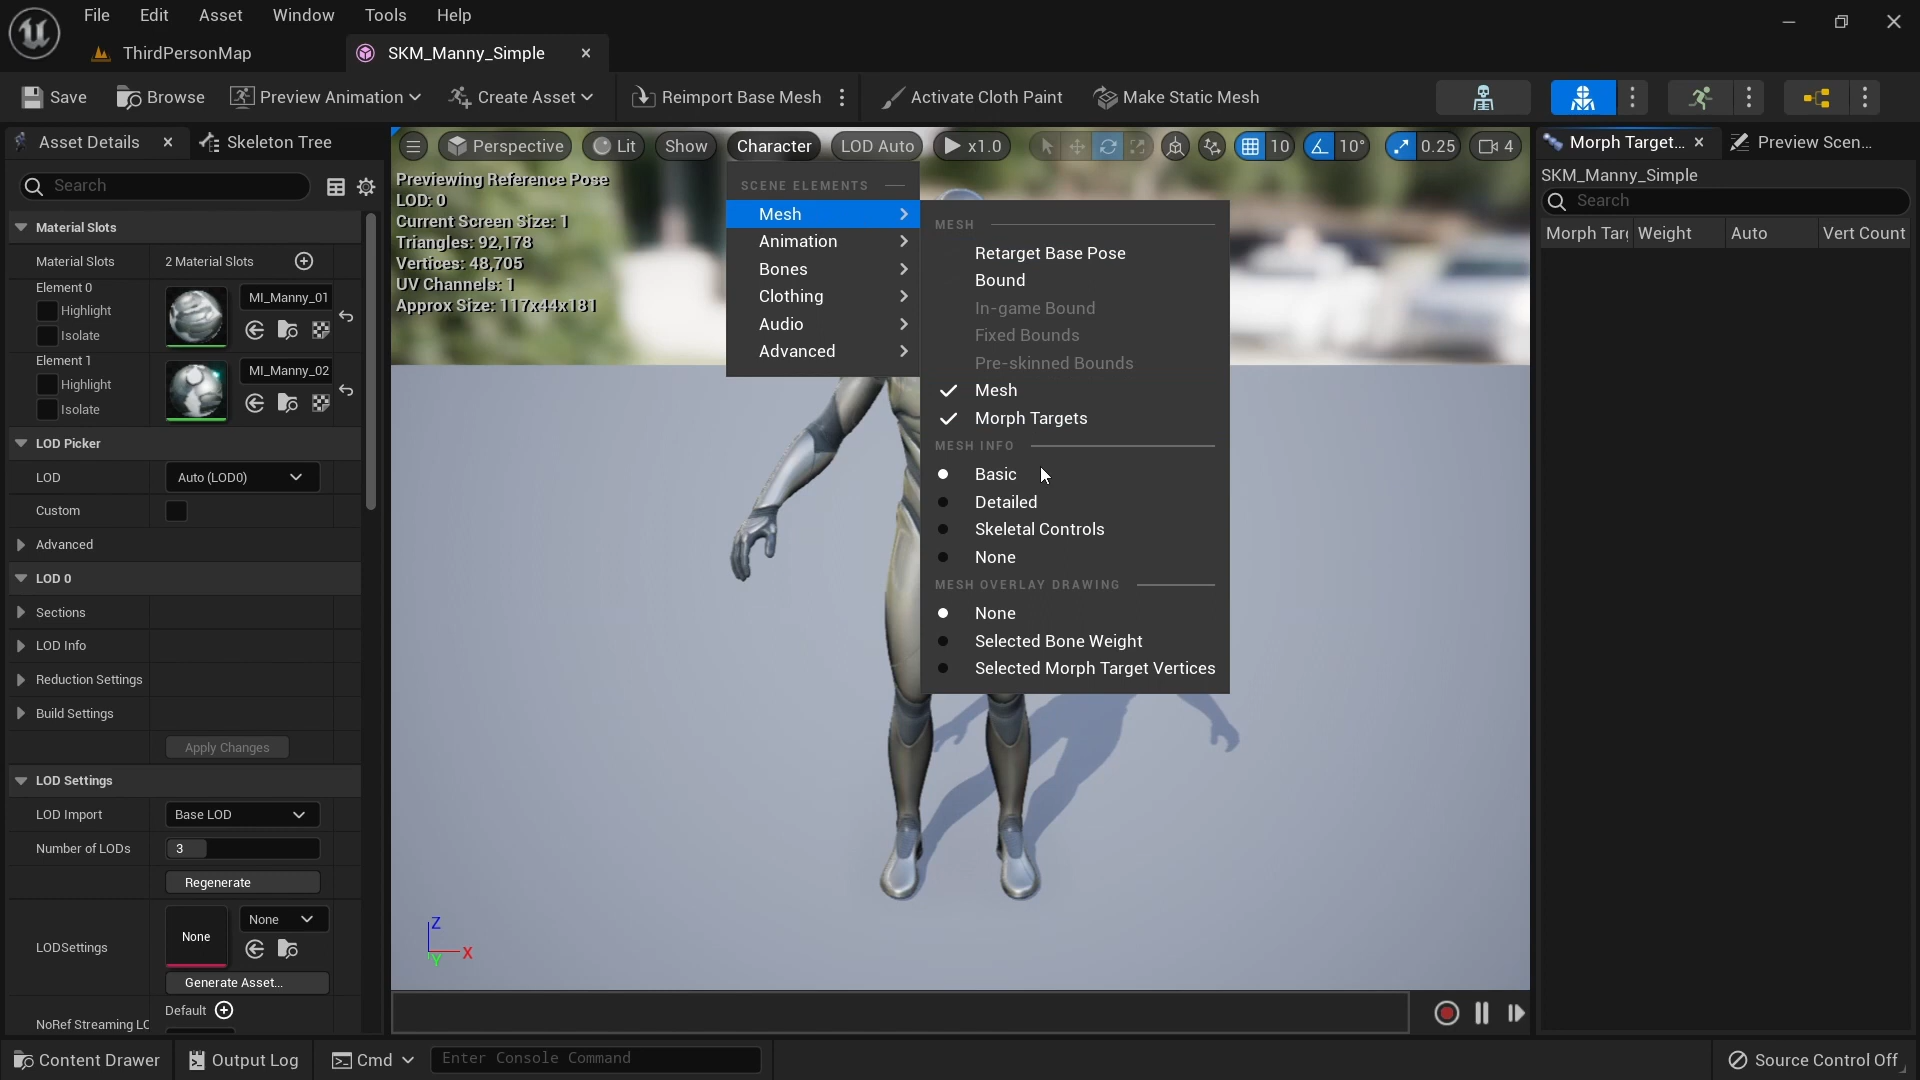 File Edit Asset Window Tools Help
ThirdPersonMap
SKM_Manny_Simple
Save
Browse
Preview Animation
Create Asset
Reimport Base Mesh
Activate Cloth Paint
Make Static Mesh
Asset Details
Skeleton Tree
Search
Material Slots
Material Slots
2 Material Slots
Element 0
Highlight
Isolate
MI_Manny_01
Element 1
Highlight
Isolate
MI_Manny_02
LOD Picker
LOD
Auto (LOD0)
Custom
Advanced
LOD 0
Sections
LOD Info
Reduction Settings
Build Settings
Apply Changes
LOD Settings
LOD Import
Base LOD
Number of LODs
3
Regenerate
LODSettings
None
None
Generate Asset...
Default
NoRef Streaming LC
Perspective
Lit
Show
Character
LOD Auto
x1.0
10
10°
0.25
4
Previewing Reference Pose
LOD: 0
Current Screen Size: 1
Triangles: 92,178
Vertices: 48,705
UV Channels: 1
Approx Size: 117x44x181
SCENE ELEMENTS
Mesh
Animation
Bones
Clothing
Audio
Advanced
MESH
Retarget Base Pose
Bound
In-game Bound
Fixed Bounds
Pre-skinned Bounds
Mesh
Morph Targets
MESH INFO
Basic
Detailed
Skeletal Controls
None
MESH OVERLAY DRAWING
None
Selected Bone Weight
Selected Morph Target Vertices
Z
X
Y
Morph Target...
Preview Scen...
SKM_Manny_Simple
Search
Morph Targ
Weight
Auto
Vert Count
Content Drawer
Output Log
Cmd
Enter Console Command
Source Control Off